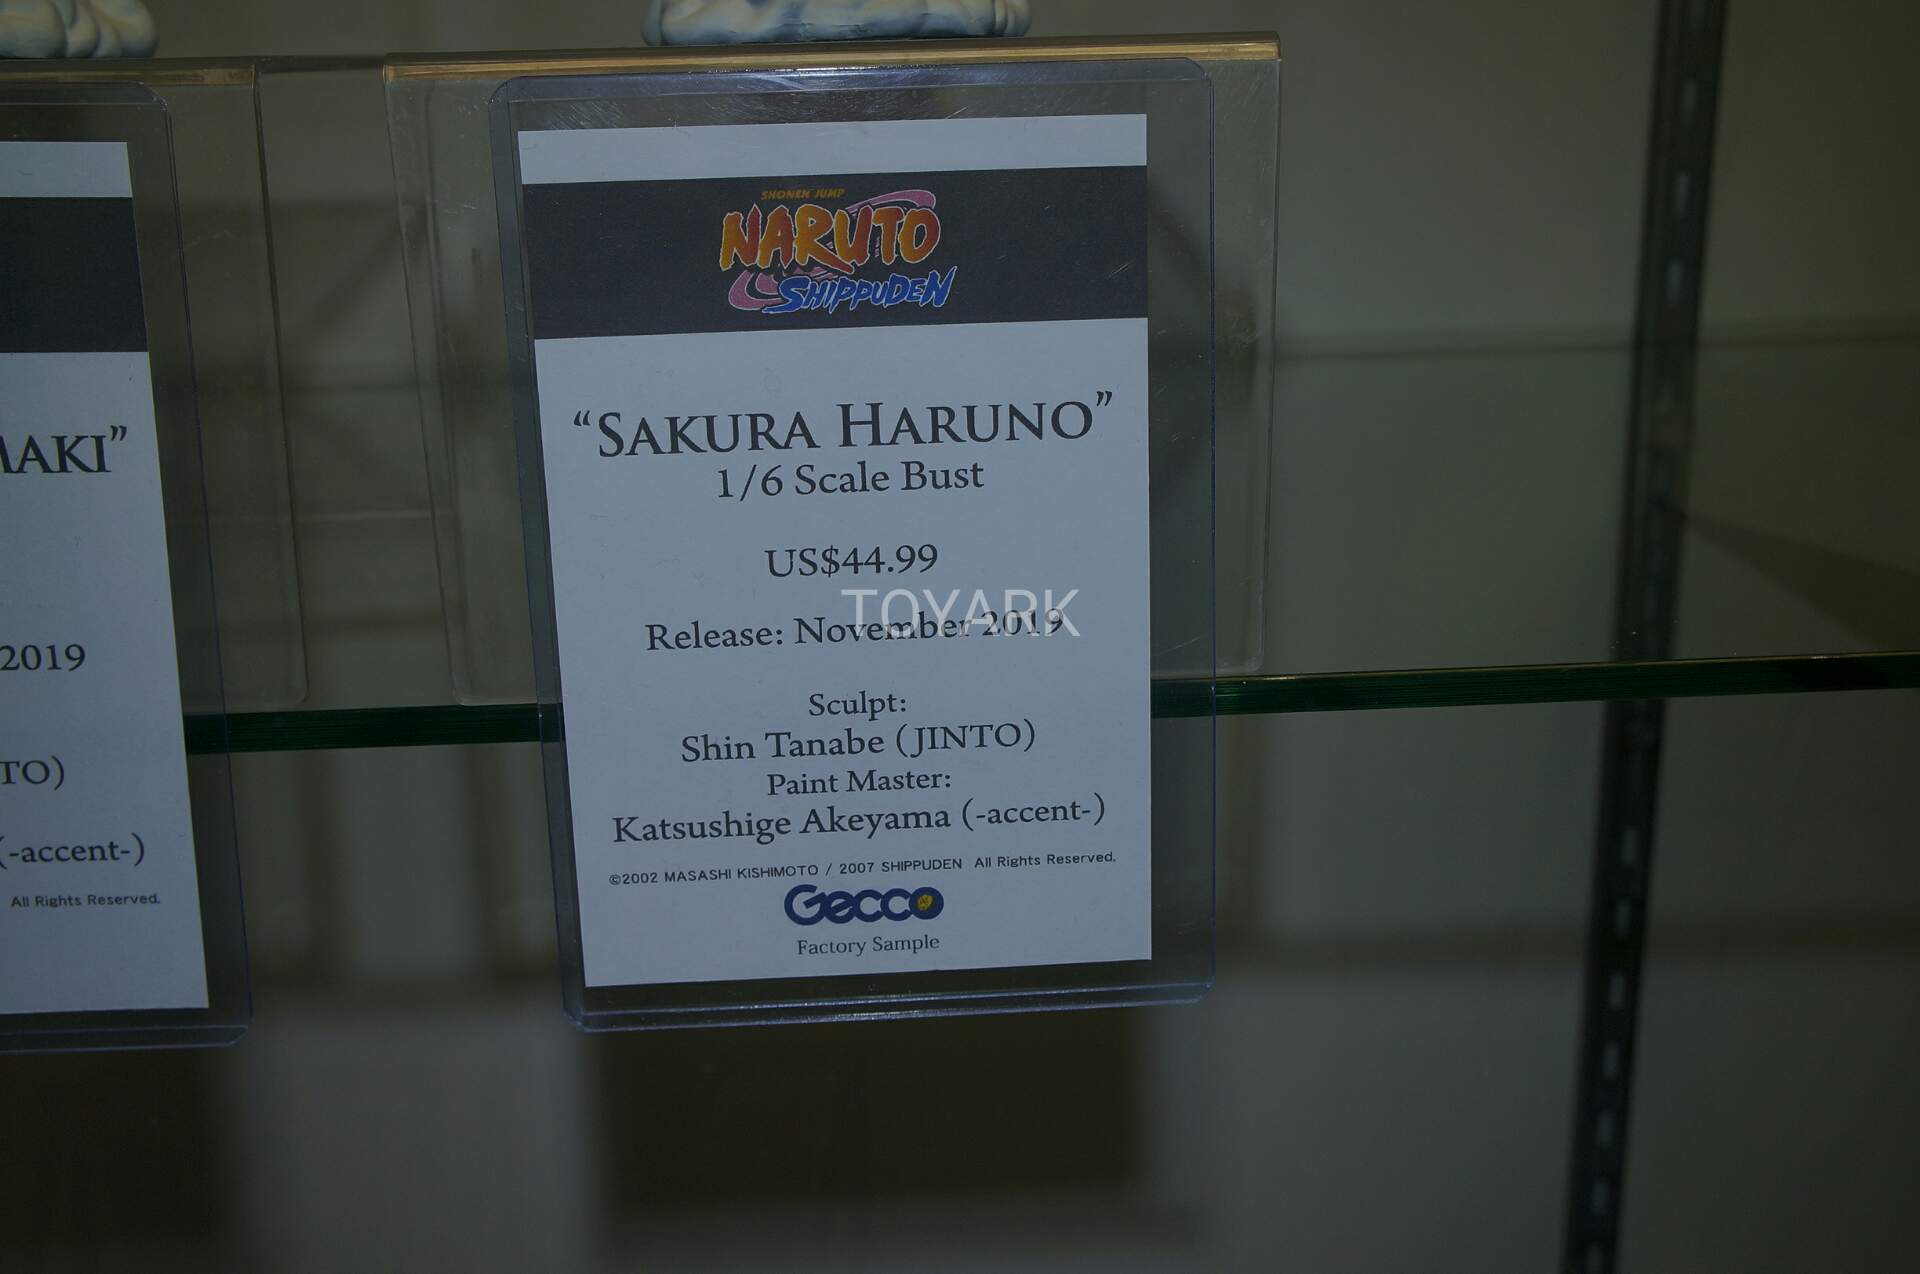 SHONEN JUMP
NARUTO
SHIPPUDEN
“SAKURA HARUNO”
1/6 Scale Bust
US$44.99
TOYARK
Release: November 2019
Sculpt:
Shin Tanabe (JINTO)
Paint Master:
Katsushige Akeyama (-accent-)
©2002 MASASHI KISHIMOTO / 2007 SHIPPUDEN All Rights Reserved.
Gecco
Factory Sample
MAKI”
2019
TO)
(-accent-)
All Rights Reserved.